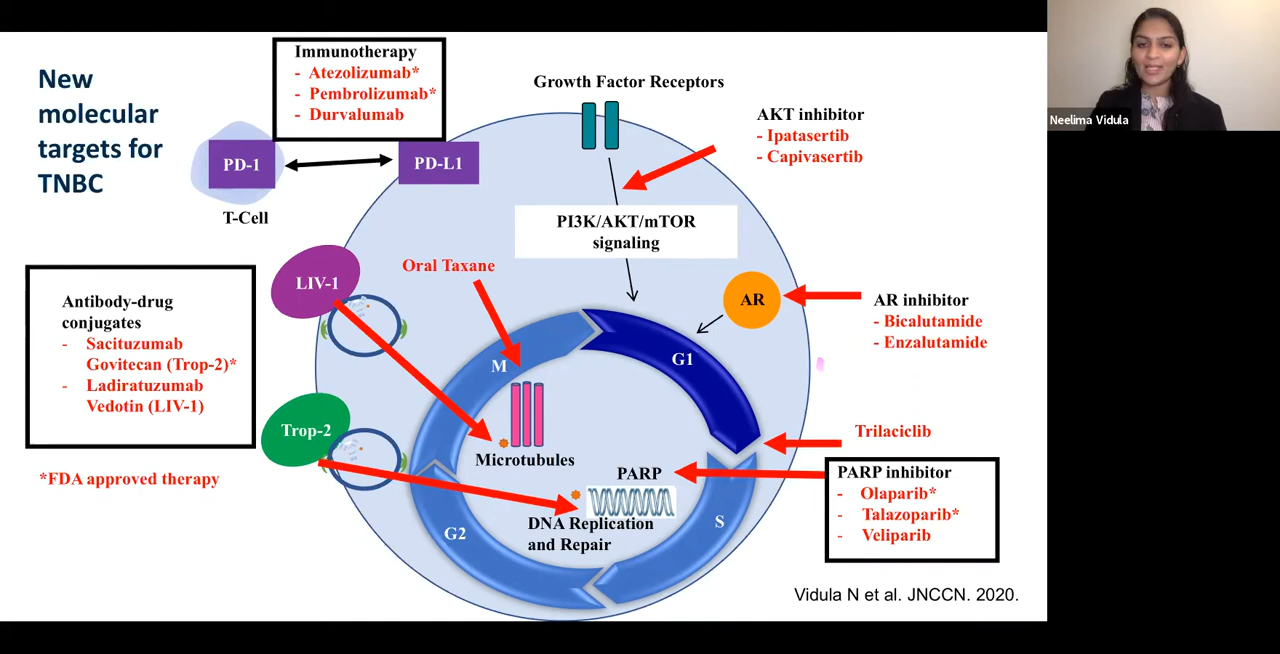 New
molecular
targets for
TNBC
Immunotherapy
- Atezolizumab*
- Pembrolizumab*
- Durvalumab
PD-1
PD-L1
T-Cell
Growth Factor Receptors
AKT inhibitor
- Ipatasertib
- Capivasertib
PI3K/AKT/mTOR
signaling
LIV-1
Oral Taxane
AR
AR inhibitor
- Bicalutamide
- Enzalutamide
Antibody-drug
conjugates
- Sacituzumab
Govitecan (Trop-2)*
- Ladiratuzumab
Vedotin (LIV-1)
M
G1
Trop-2
Microtubules
Trilaciclib
*FDA approved therapy
PARP
PARP inhibitor
- Olaparib*
- Talazoparib*
- Veliparib
DNA Replication
and Repair
G2
S
Vidula N et al. JNCCN. 2020.
Neelima Vidula